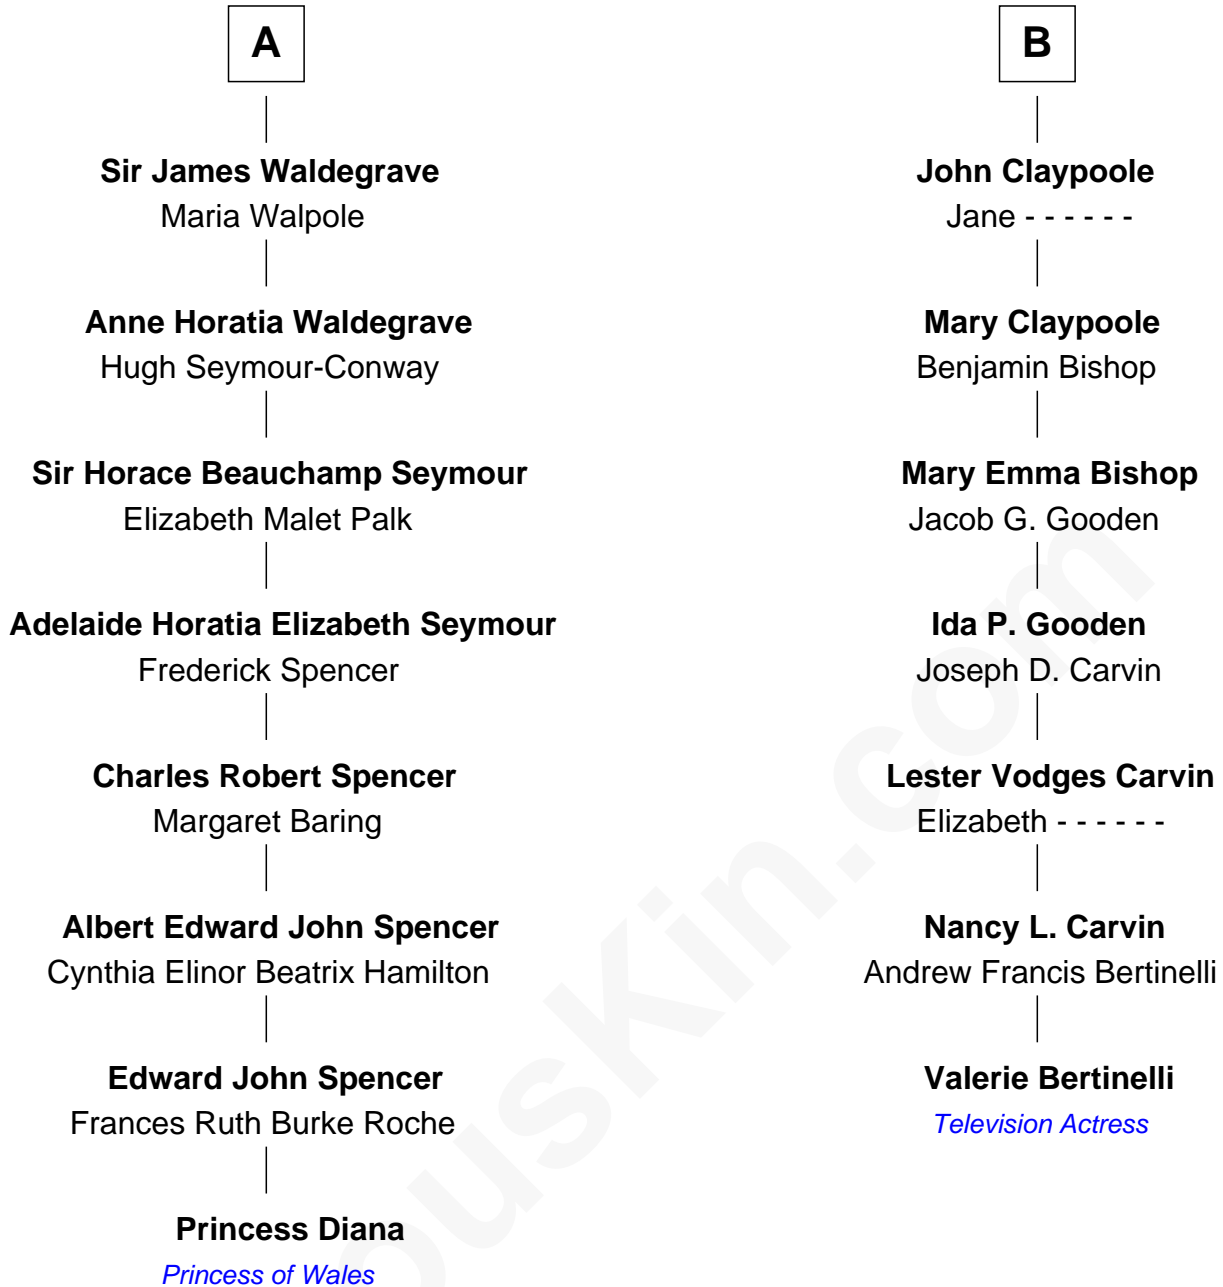 A
Sir James Waldegrave
Maria Walpole
Anne Horatia Waldegrave
Hugh Seymour-Conway
Sir Horace Beauchamp Seymour
Elizabeth Malet Palk
Adelaide Horatia Elizabeth Seymour
Frederick Spencer
Charles Robert Spencer
Margaret Baring
Albert Edward John Spencer
Cynthia Elinor Beatrix Hamilton
Edward John Spencer
Frances Ruth Burke Roche
Princess Diana
Princess of Wales
B
John Claypoole
Jane - - - - - -
Mary Claypoole
Benjamin Bishop
Mary Emma Bishop
Jacob G. Gooden
Ida P. Gooden
Joseph D. Carvin
Lester Vodges Carvin
Elizabeth - - - - - -
Nancy L. Carvin
Andrew Francis Bertinelli
Valerie Bertinelli
Television Actress
ousKin.com